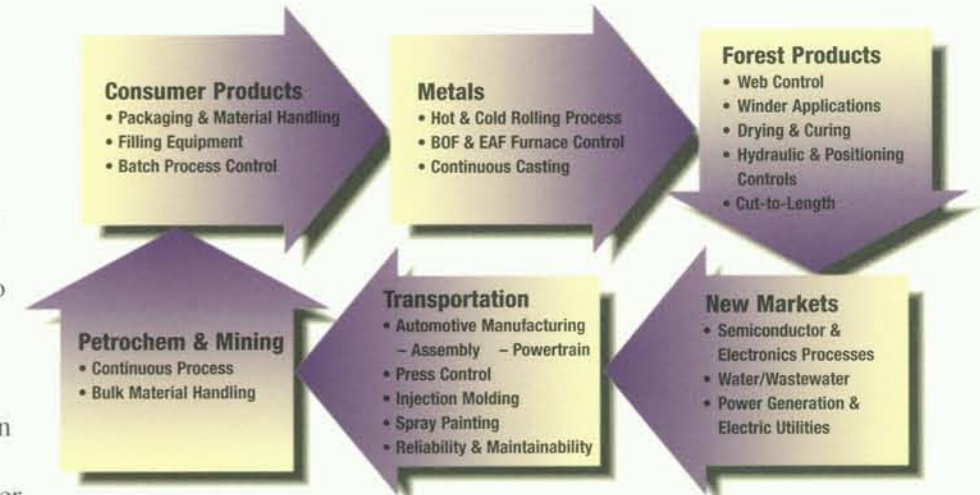 Consumer Products
• Packaging & Material Handling
• Filling Equipment
• Batch Process Control
Metals
• Hot & Cold Rolling Process
• BOF & EAF Furnace Control
• Continuous Casting
Forest Products
• Web Control
• Winder Applications
• Drying & Curing
• Hydraulic & Positioning
Controls
• Cut-to-Length
New Markets
• Semiconductor &
Electronics Processes
• Water/Wastewater
• Power Generation &
Electric Utilities
Transportation
• Automotive Manufacturing
– Assembly – Powertrain
• Press Control
• Injection Molding
• Spray Painting
• Reliability & Maintainability
Petrochem & Mining
• Continuous Process
• Bulk Material Handling